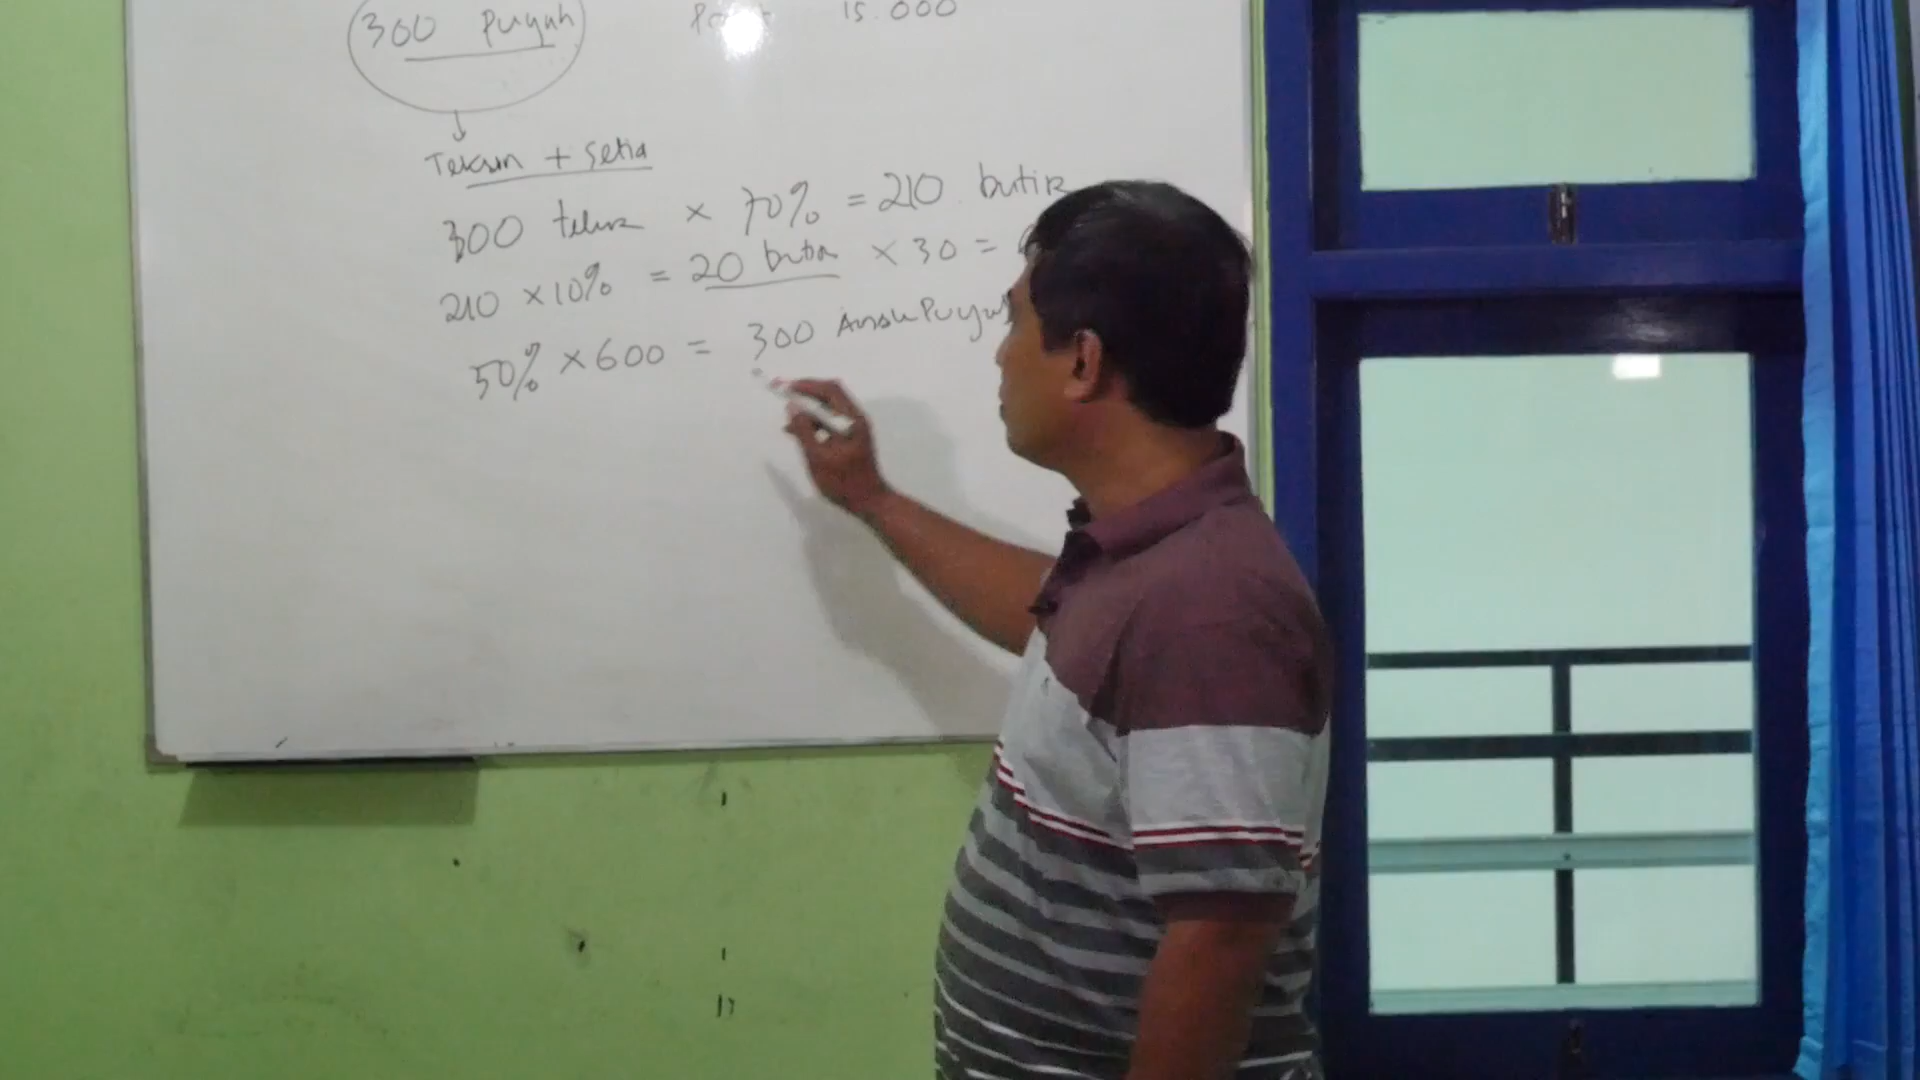 300 Puyuh
15.000
Tekun + Setia
300 telur × 70% = 210 butir
210 × 10% = 20 butir × 30 =
50% × 600 = 300 Anak Puyuh